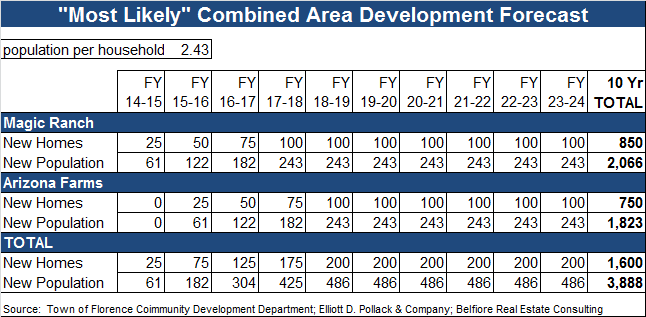 "Most Likely" Combined Area Development Forecast
population per household 2.43
FY FY FY FY FY FY FY FY FY FY 10 Yr
14-15 15-16 16-17 17-18 18-19 19-20 20-21 21-22 22-23 23-24 TOTAL
Magic Ranch
New Homes 25 50 75 100 100 100 100 100 100 100 850
New Population 61 122 182 243 243 243 243 243 243 243 2,066
Arizona Farms
New Homes 0 25 50 75 100 100 100 100 100 100 750
New Population 0 61 122 182 243 243 243 243 243 243 1,823
TOTAL
New Homes 25 75 125 175 200 200 200 200 200 200 1,600
New Population 61 182 304 425 486 486 486 486 486 486 3,888
Source: Town of Florence Coimmunity Development Department; Elliott D. Pollack & Company; Belfiore Real Estate Consulting